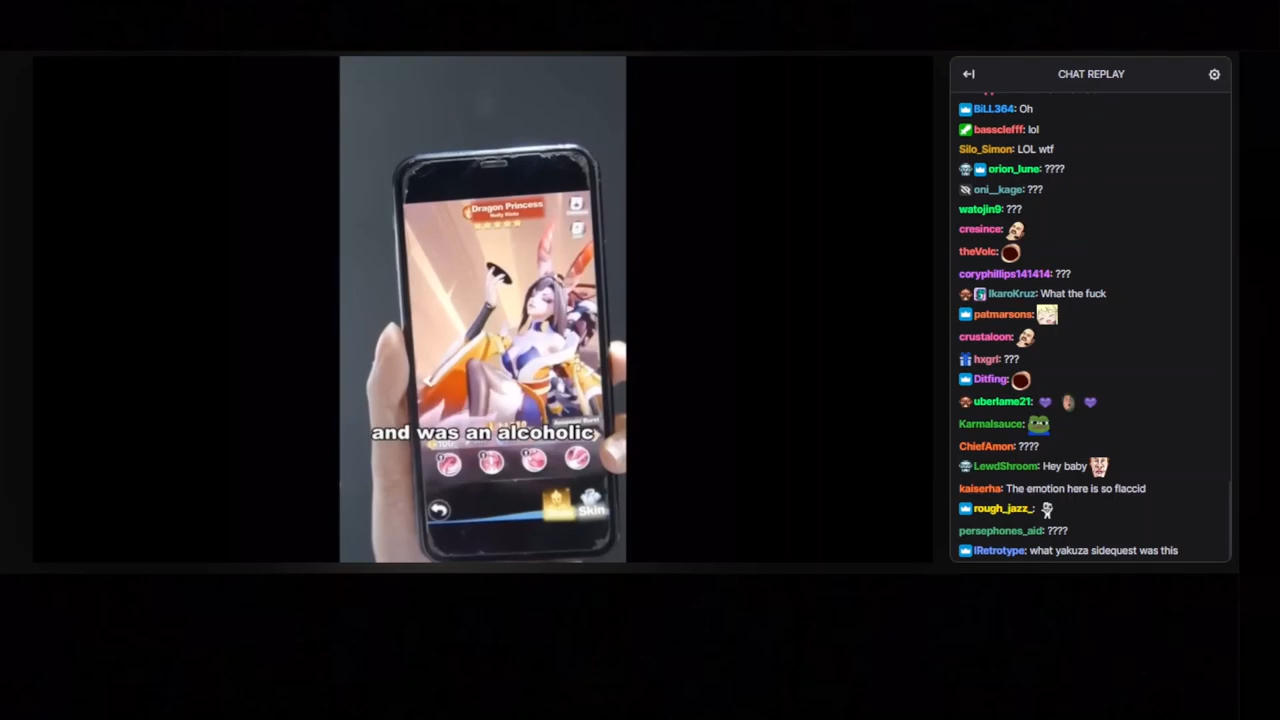 CHAT REPLAY
BiLL364: Oh
bassclefff: lol
Silo_Simon: LOL wtf
orion_lune: ????
oni__kage: ???
watojin9: ???
cresince:
theVolc:
coryphillips141414: ???
IkaroKruz: What the fuck
patmarsons:
crustaloon:
hxgrl: ???
Ditfing:
uberlame21:
Karmalsauce:
ChiefAmon: ????
LewdShroom: Hey baby
kaiserha: The emotion here is so flaccid
rough_jazz_:
persephones_aid: ????
lRetrotype: what yakuza sidequest was this
Dragon Princess
and was an alcoholic
Skin